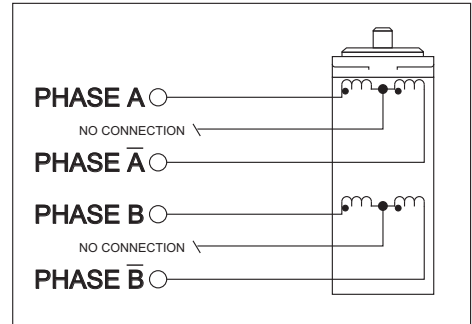 PHASE A
NO CONNECTION
PHASE A̅
PHASE B
NO CONNECTION
PHASE B̅